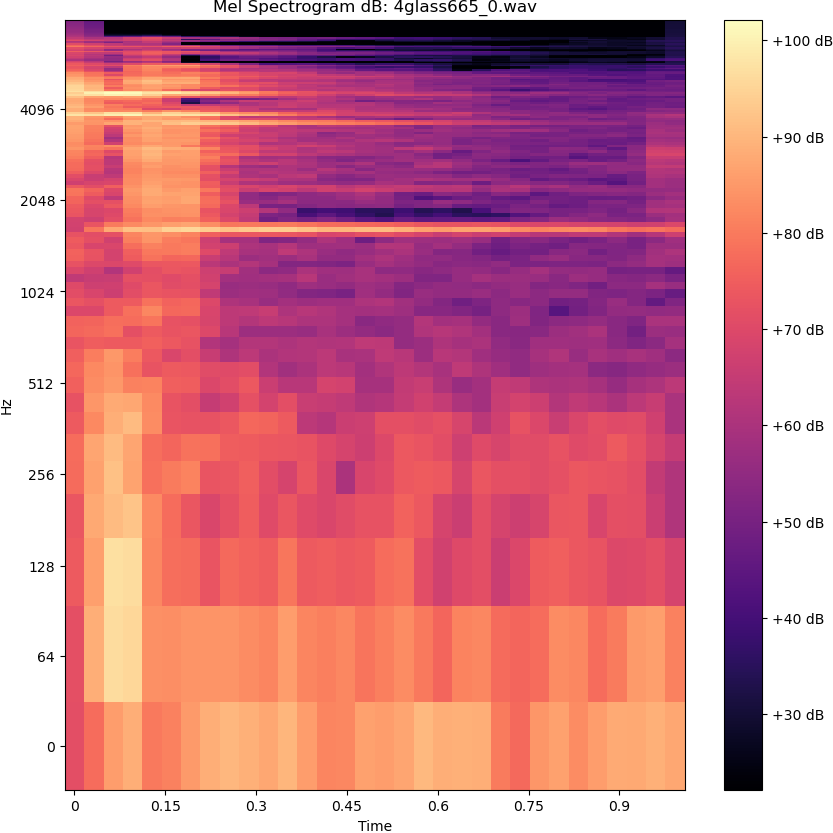 Mel Spectrogram dB: 4glass665_0.wav
+100 dB
4096
+90 dB
2048
+80 dB
1024
+70 dB
512
Hz
+60 dB
256
+50 dB
128
+40 dB
64
+30 dB
0
0 0.15 0.3 0.45 0.6 0.75 0.9
Time